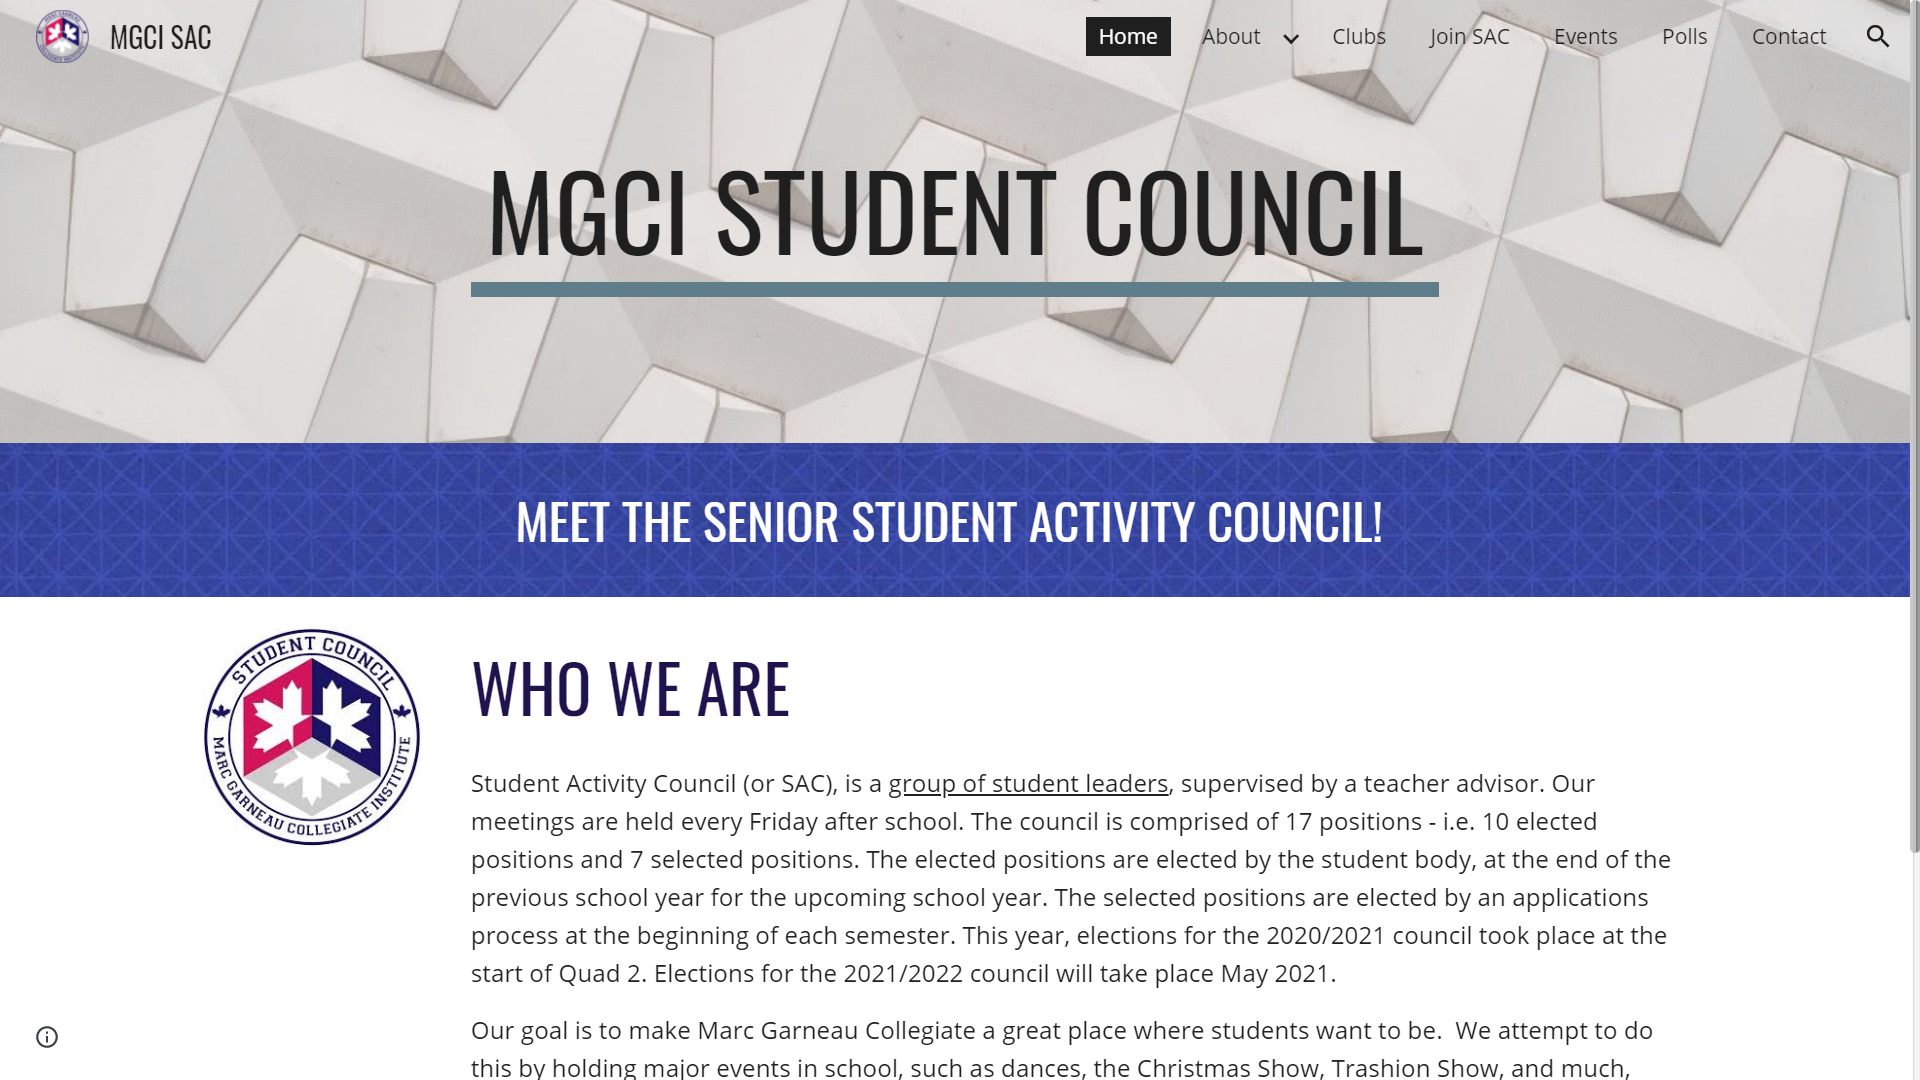 MGCI SAC
Home
About
Clubs
Join SAC
Events
Polls
Contact
MGCI STUDENT COUNCIL
MEET THE SENIOR STUDENT ACTIVITY COUNCIL!
STUDENT COUNCIL
MARC GARNEAU COLLEGIATE INSTITUTE
WHO WE ARE
Student Activity Council (or SAC), is a group of student leaders, supervised by a teacher advisor. Our
meetings are held every Friday after school. The council is comprised of 17 positions - i.e. 10 elected
positions and 7 selected positions. The elected positions are elected by the student body, at the end of the
previous school year for the upcoming school year. The selected positions are elected by an applications
process at the beginning of each semester. This year, elections for the 2020/2021 council took place at the
start of Quad 2. Elections for the 2021/2022 council will take place May 2021.
Our goal is to make Marc Garneau Collegiate a great place where students want to be.  We attempt to do
this by holding major events in school, such as dances, the Christmas Show, Trashion Show, and much,